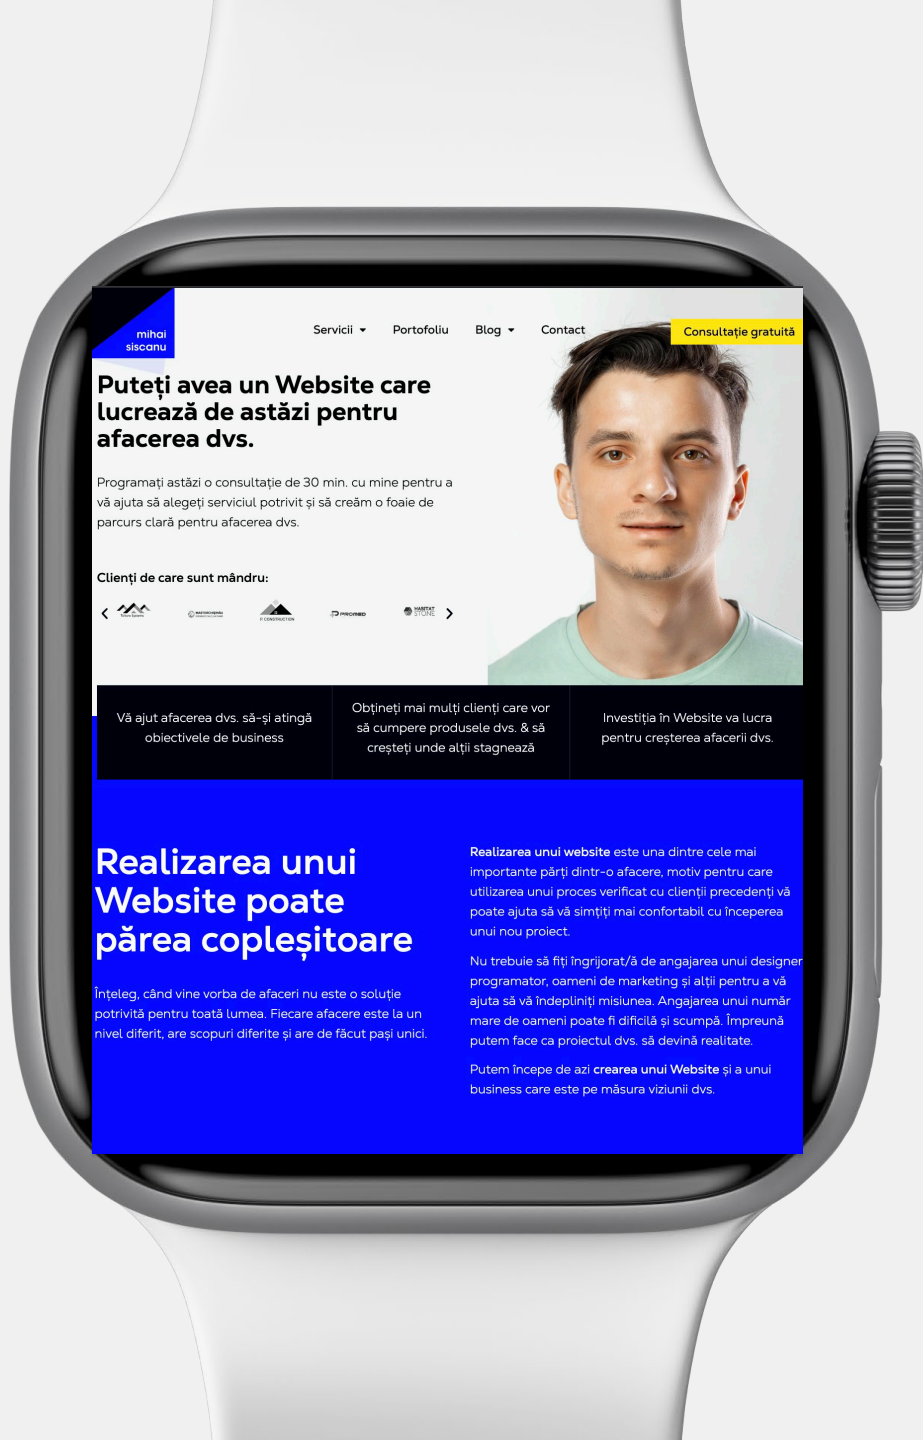 mihai
siscanu
Servicii
Portofoliu
Blog
Contact
Consultație gratuită
Puteți avea un Website care
lucrează de astăzi pentru
afacerea dvs.
Programați astăzi o consultație de 30 min. cu mine pentru a
vă ajuta să alegeți serviciul potrivit și să creăm o foaie de
parcurs clară pentru afacerea dvs.
Clienți de care sunt mândru:
P. CONSTRUCTION
PROMED
HABITAT
STONE
Vă ajut afacerea dvs. să-și atingă
obiectivele de business
Obțineți mai mulți clienți care vor
să cumpere produsele dvs. & să
creșteți unde alții stagnează
Investiția în Website va lucra
pentru creșterea afacerii dvs.
Realizarea unui
Website poate
părea copleșitoare
Înțeleg, când vine vorba de afaceri nu este o soluție
potrivită pentru toată lumea. Fiecare afacere este la un
nivel diferit, are scopuri diferite și are de făcut pași unici.
Realizarea unui website este una dintre cele mai
importante părți dintr-o afacere, motiv pentru care
utilizarea unui proces verificat cu clienții precedenți vă
poate ajuta să vă simțiți mai confortabil cu începerea
unui nou proiect.
Nu trebuie să fiți îngrijorat/ă de angajarea unui designer
programator, oameni de marketing și alții pentru a vă
ajuta să vă îndepliniți misiunea. Angajarea unui număr
mare de oameni poate fi dificilă și scumpă. Împreună
putem face ca proiectul dvs. să devină realitate.
Putem începe de azi crearea unui Website și a unui
business care este pe măsura viziunii dvs.